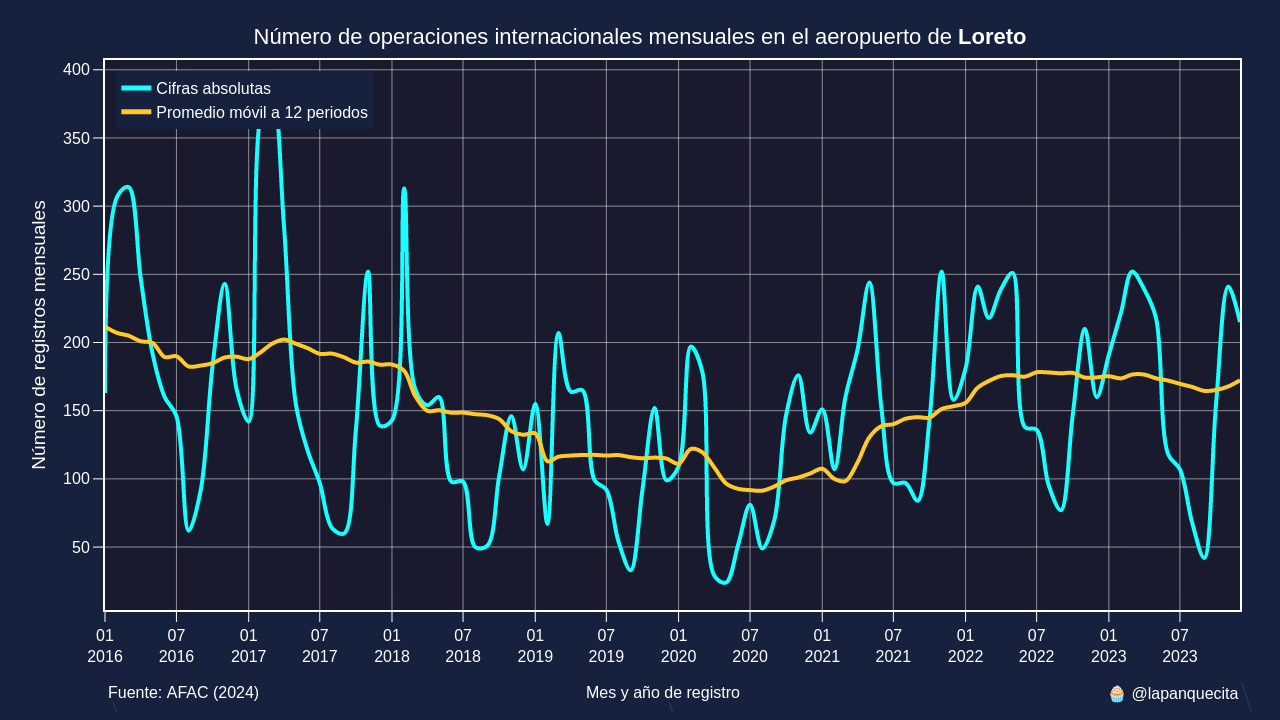 Número de operaciones internacionales mensuales en el aeropuerto de Loreto
Cifras absolutas
Promedio móvil a 12 periodos
Número de registros mensuales
400
350
300
250
200
150
100
50
01 07 01 07 01 07 01 07 01 07 01 07 01 07 01 07
2016 2016 2017 2017 2018 2018 2019 2019 2020 2020 2021 2021 2022 2022 2023 2023
Fuente: AFAC (2024) Mes y año de registro 🧁 @lapanquecita